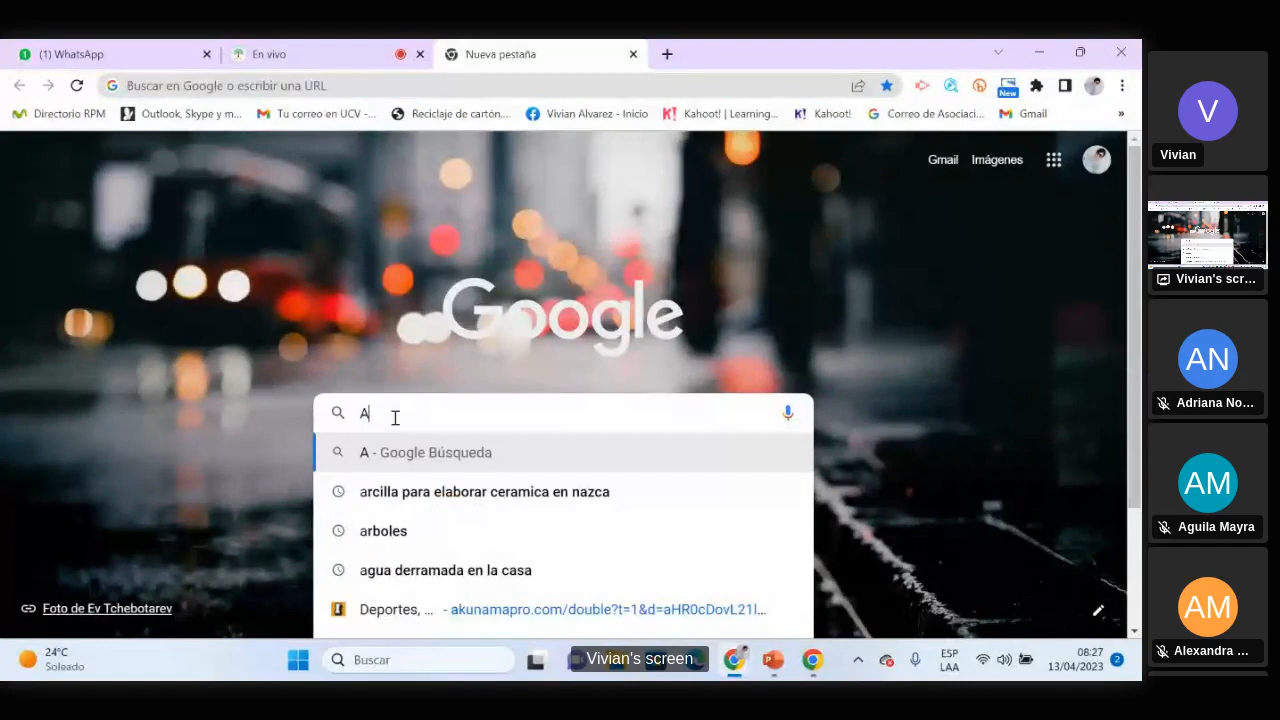 (1) WhatsApp
En vivo
Nueva pestaña
Buscar en Google o escribir una URL
New
Directorio RPM
Outlook, Skype y m...
Tu correo en UCV -...
Reciclaje de cartón....
Vivian Alvarez - Inicio
Kahoot! | Learning...
Kahoot!
Correo de Asociaci...
Gmail
»
Gmail
Imágenes
Google
A
A - Google Búsqueda
arcilla para elaborar ceramica en nazca
arboles
agua derramada en la casa
Deportes, ... - akunamapro.com/double?t=1&d=aHR0cDovL21l...
Foto de Ev Tchebotarev
24°C
Soleado
Buscar
Vivian's screen
ESP
LAA
08:27
13/04/2023
2
V
Vivian
Vivian's scr...
AN
Adriana No...
AM
Aguila Mayra
AM
Alexandra ...